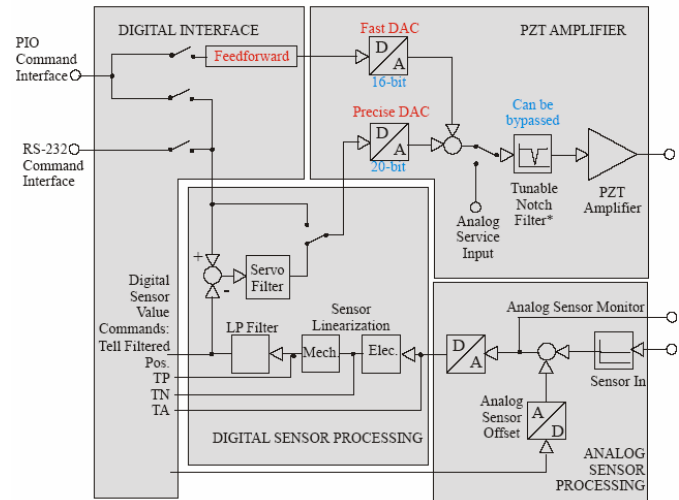 DIGITAL INTERFACE
Fast DAC
PZT AMPLIFIER
PIO
Command
Interface
Feedforward
D
A
16-bit
Precise DAC
D
A
20-bit
Can be
bypassed
RS-232
Command
Interface
Analog
Service
Input
Tunable
Notch
Filter*
PZT
Amplifier
+
-
Servo
Filter
Digital
Sensor
Value
Commands:
Tell Filtered
Pos.
TP
TN
TA
LP Filter
Sensor
Linearization
Mech.
Elec.
DIGITAL SENSOR PROCESSING
Analog Sensor Monitor
D
A
Sensor In
Analog
Sensor
Offset
A
D
ANALOG
SENSOR
PROCESSING